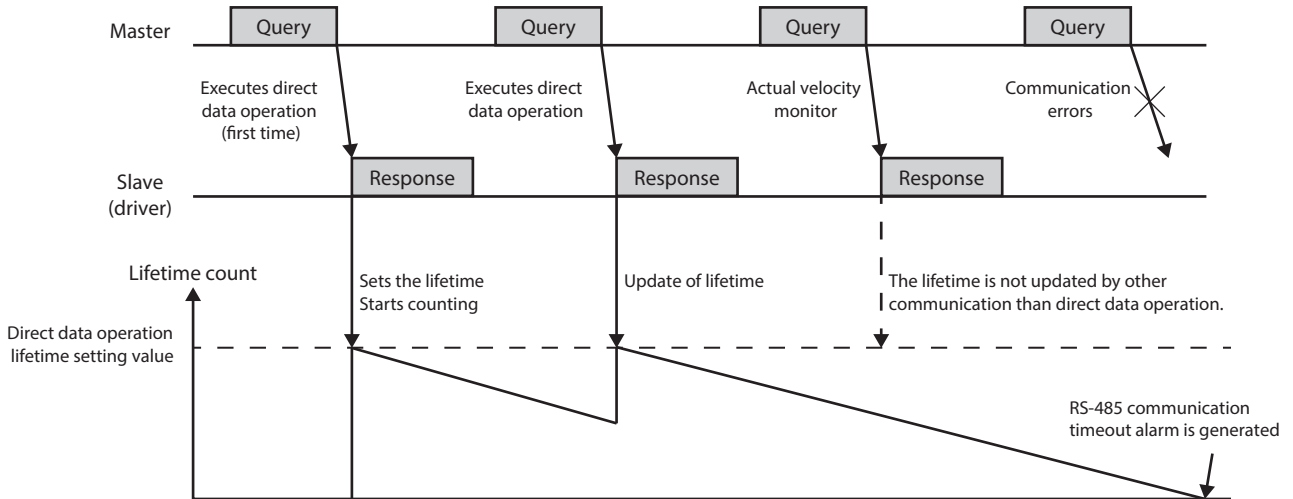 Master
Query
Query
Query
Query
Executes direct
data operation
(first time)
Executes direct
data operation
Actual velocity
monitor
Communication
errors
Slave
(driver)
Response
Response
Response
Lifetime count
Sets the lifetime
Starts counting
Update of lifetime
The lifetime is not updated by other
communication than direct data operation.
Direct data operation
lifetime setting value
RS-485 communication
timeout alarm is generated